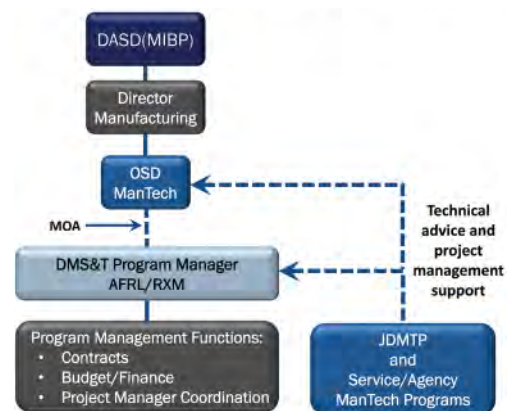 DASD(MIBP)
Director
Manufacturing
OSD
ManTech
MOA
Technical
advice and
project
management
support
DMS&T Program Manager
AFRL/RXM
Program Management Functions:
• Contracts
• Budget/Finance
• Project Manager Coordination
JDMTP
and
Service/Agency
ManTech Programs